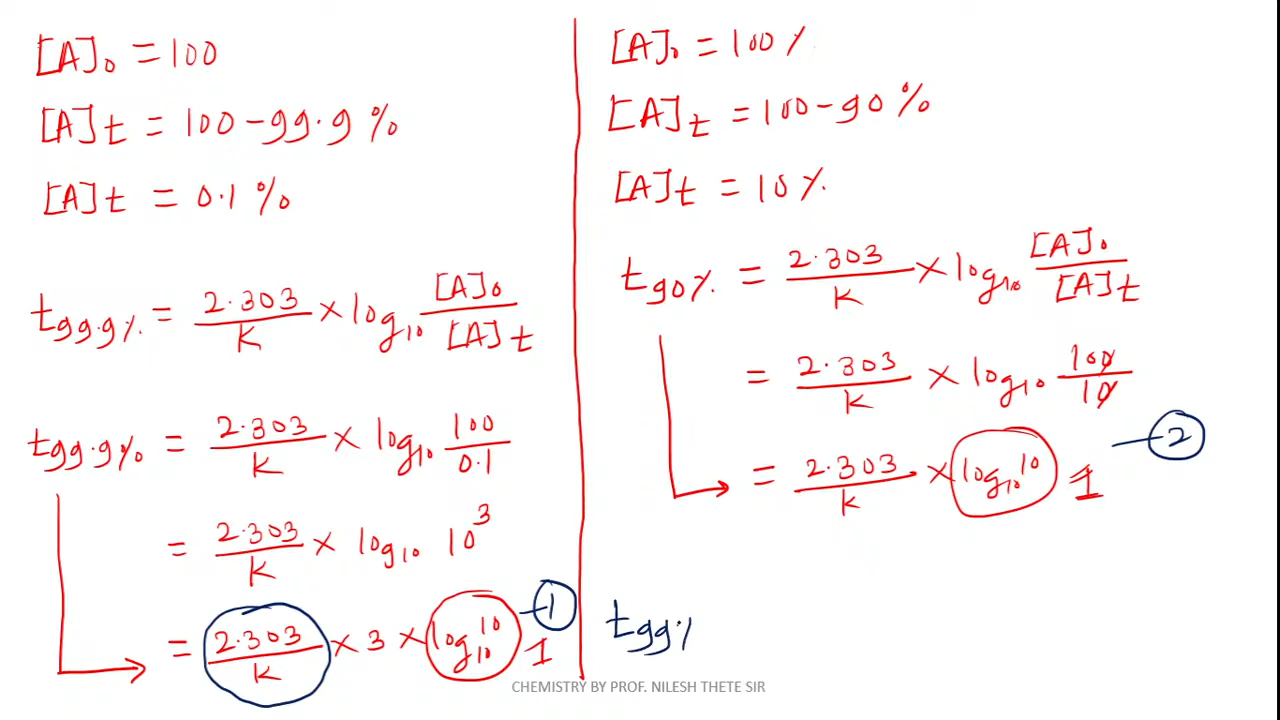 [A]₀ = 100
[A]t = 100 - 99.9 %
[A]t = 0.1 %
t99.9% = 2.303/K × log₁₀ [A]₀/[A]t
t99.9% = 2.303/K × log₁₀ 100/0.1
= 2.303/K × log₁₀ 10³
= 2.303/K × 3 × log₁₀10 1 - 1
[A]₀ = 100 %
[A]t = 100 - 90 %
[A]t = 10 %
t90% = 2.303/K × log₁₀ [A]₀/[A]t
= 2.303/K × log₁₀ 100/10
= 2.303/K × log₁₀10 1 - 2
t99%
CHEMISTRY BY PROF. NILESH THETE SIR